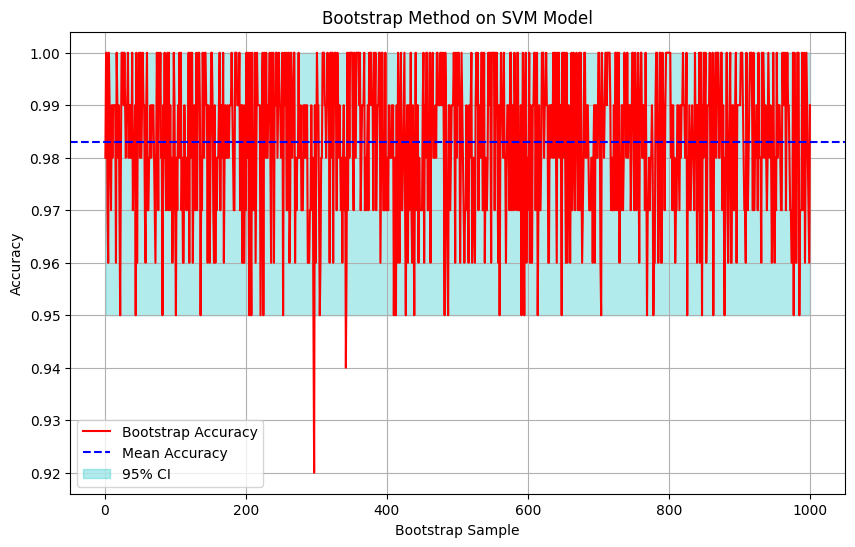 Bootstrap Method on SVM Model
Accuracy
1.00
0.99
0.98
0.97
0.96
0.95
0.94
0.93
0.92
Bootstrap Accuracy
Mean Accuracy
95% CI
0 200 400 600 800 1000
Bootstrap Sample